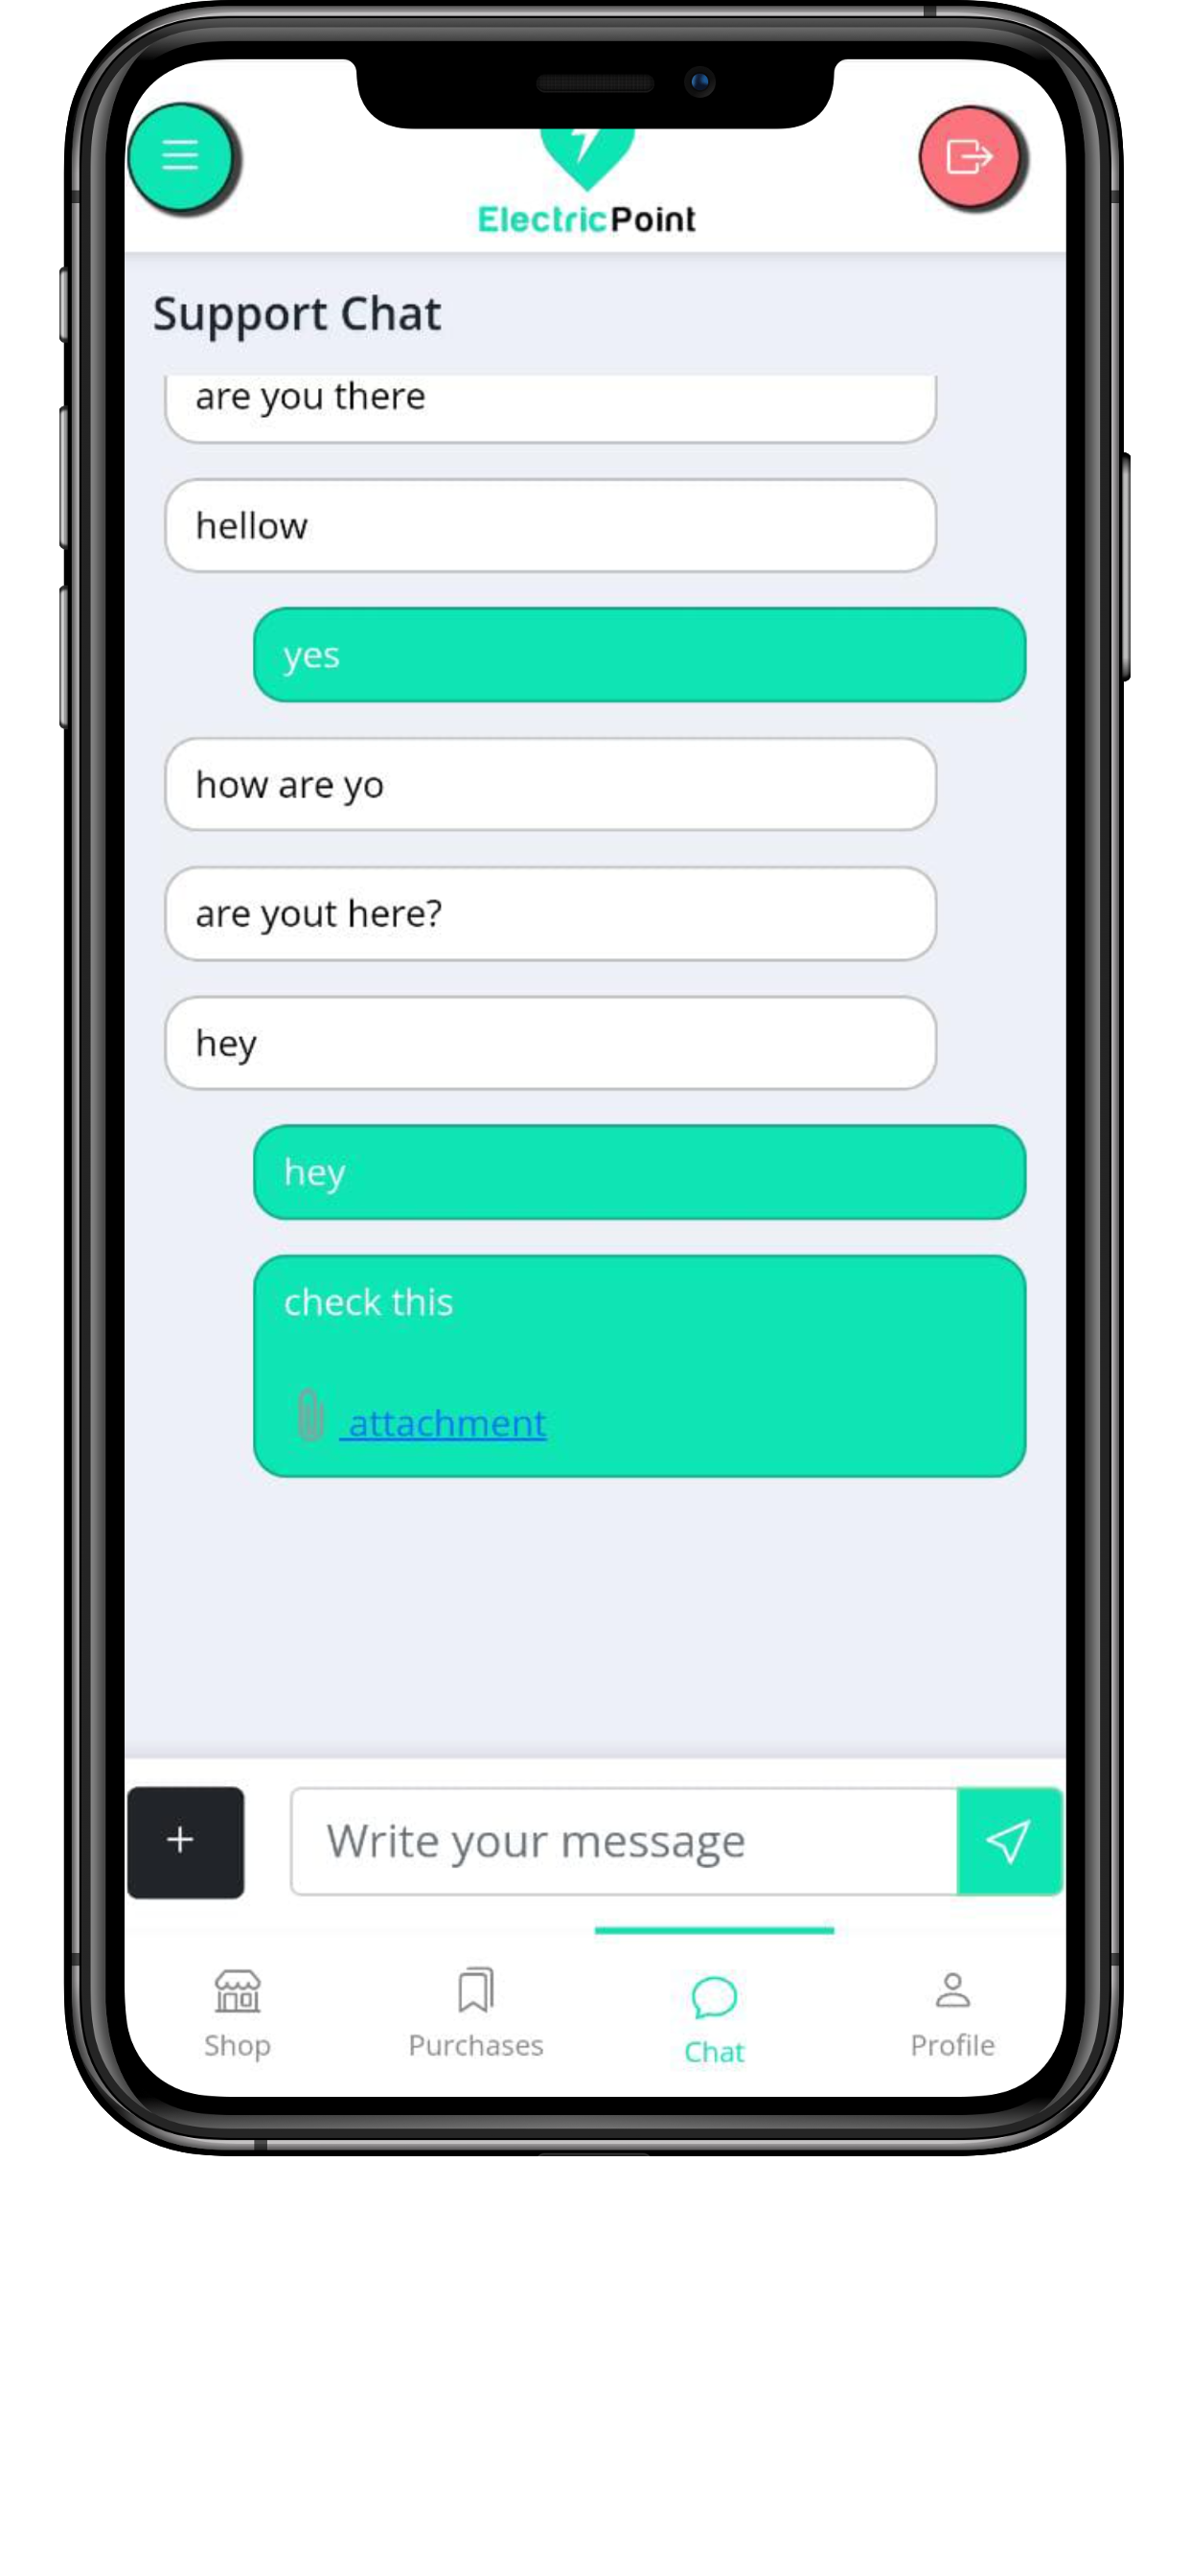 ElectricPoint
Support Chat
are you there
hellow
yes
how are yo
are yout here?
hey
hey
check this
attachment
Write your message
Shop
Purchases
Chat
Profile